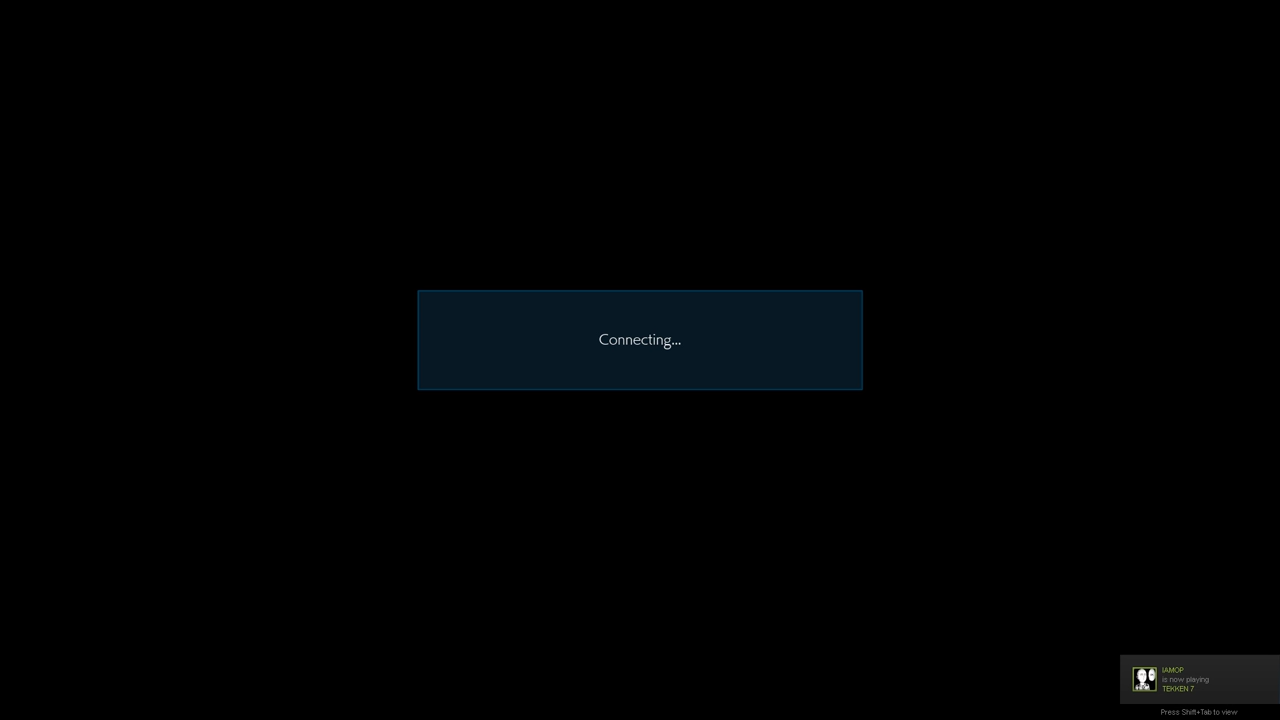 Connecting...
IAMOP
is now playing
TEKKEN 7
Press Shift+Tab to view